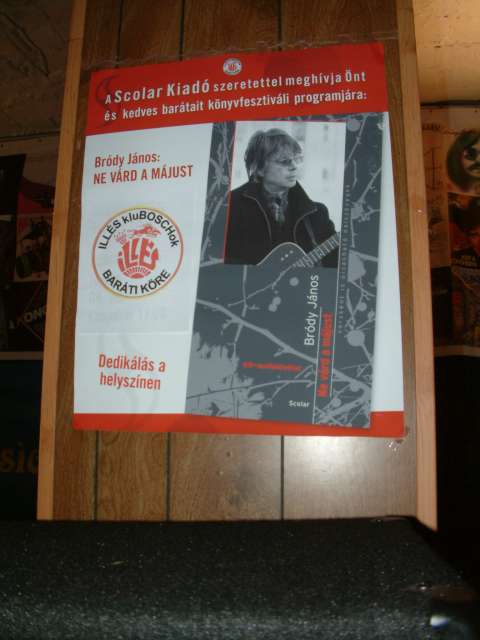 A Scolar Kiadó szeretettel meghívja Önt
és kedves barátait könyvfesztiváli programjára:
Bródy János:
NE VÁRD A MÁJUST
ILLÉS kluBOSCHok
ILLÉS
BARÁTI KÖRE
Dedikálás a
helyszínen
Bródy János
Ne várd a májust
Scolar